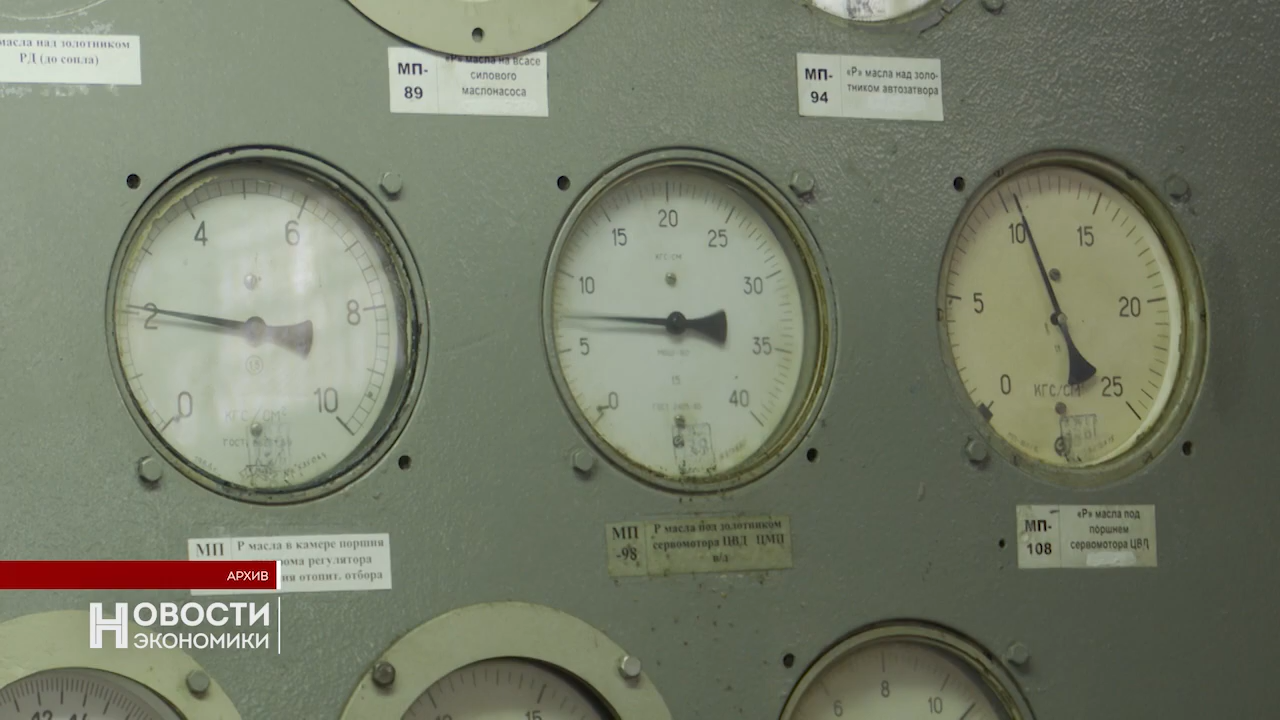 масла над золотником
РД (до сопла)
МП-
89
«Р» масла на всасе
силового
маслонасоса
МП-
94
«Р» масла над золо-
тником автозатвора
0
2
4
6
8
10
КГС/СМ²
0
5
10
15
20
25
30
35
40
0
5
10
15
20
25
КГС/СМ²
МП
Р масла в камере поршня
регулятора
отопит. отбора
МП
-98
Р масла под золотником
сервомотора ЦВД ЦМЦ
в/д
МП-
108
«Р» масла под
поршнем
сервомотора ЦВД
АРХИВ
НОВОСТИ
ЭКОНОМИКИ
15
6
8
10